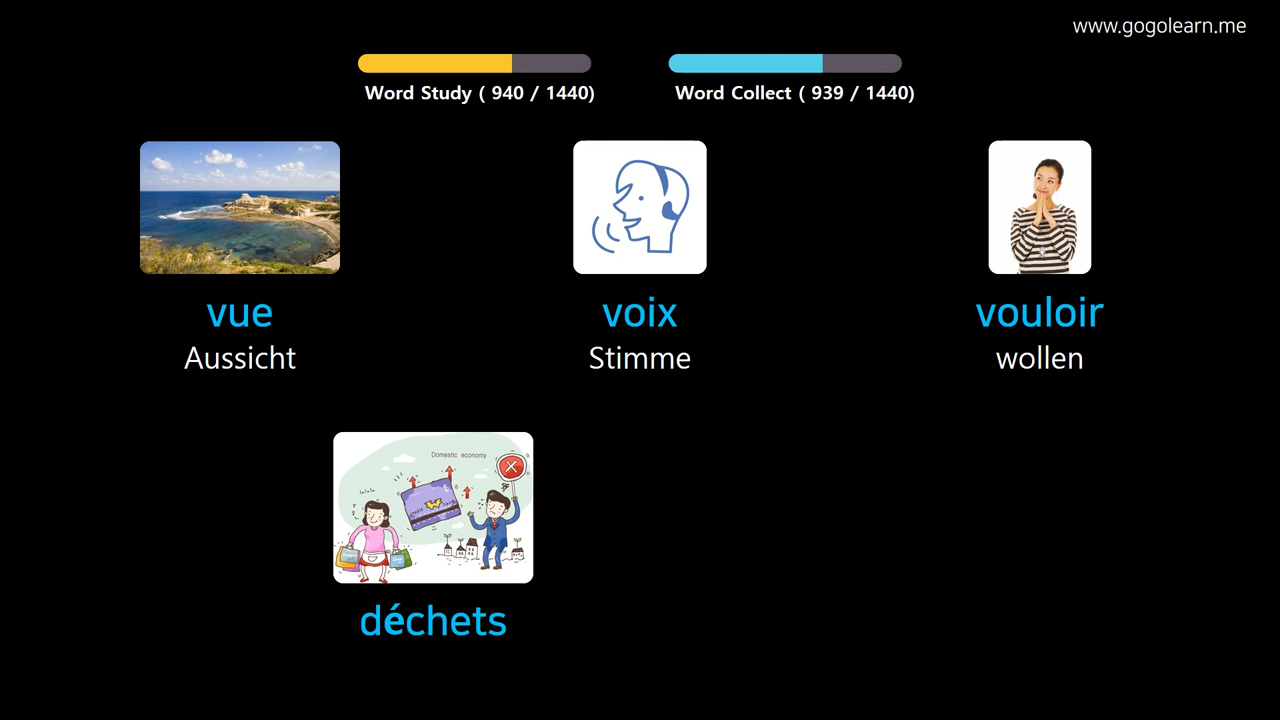 www.gogolearn.me
Word Study ( 940 / 1440)
Word Collect ( 939 / 1440)
vue
Aussicht
voix
Stimme
vouloir
wollen
Domestic economy
lalala
déchets